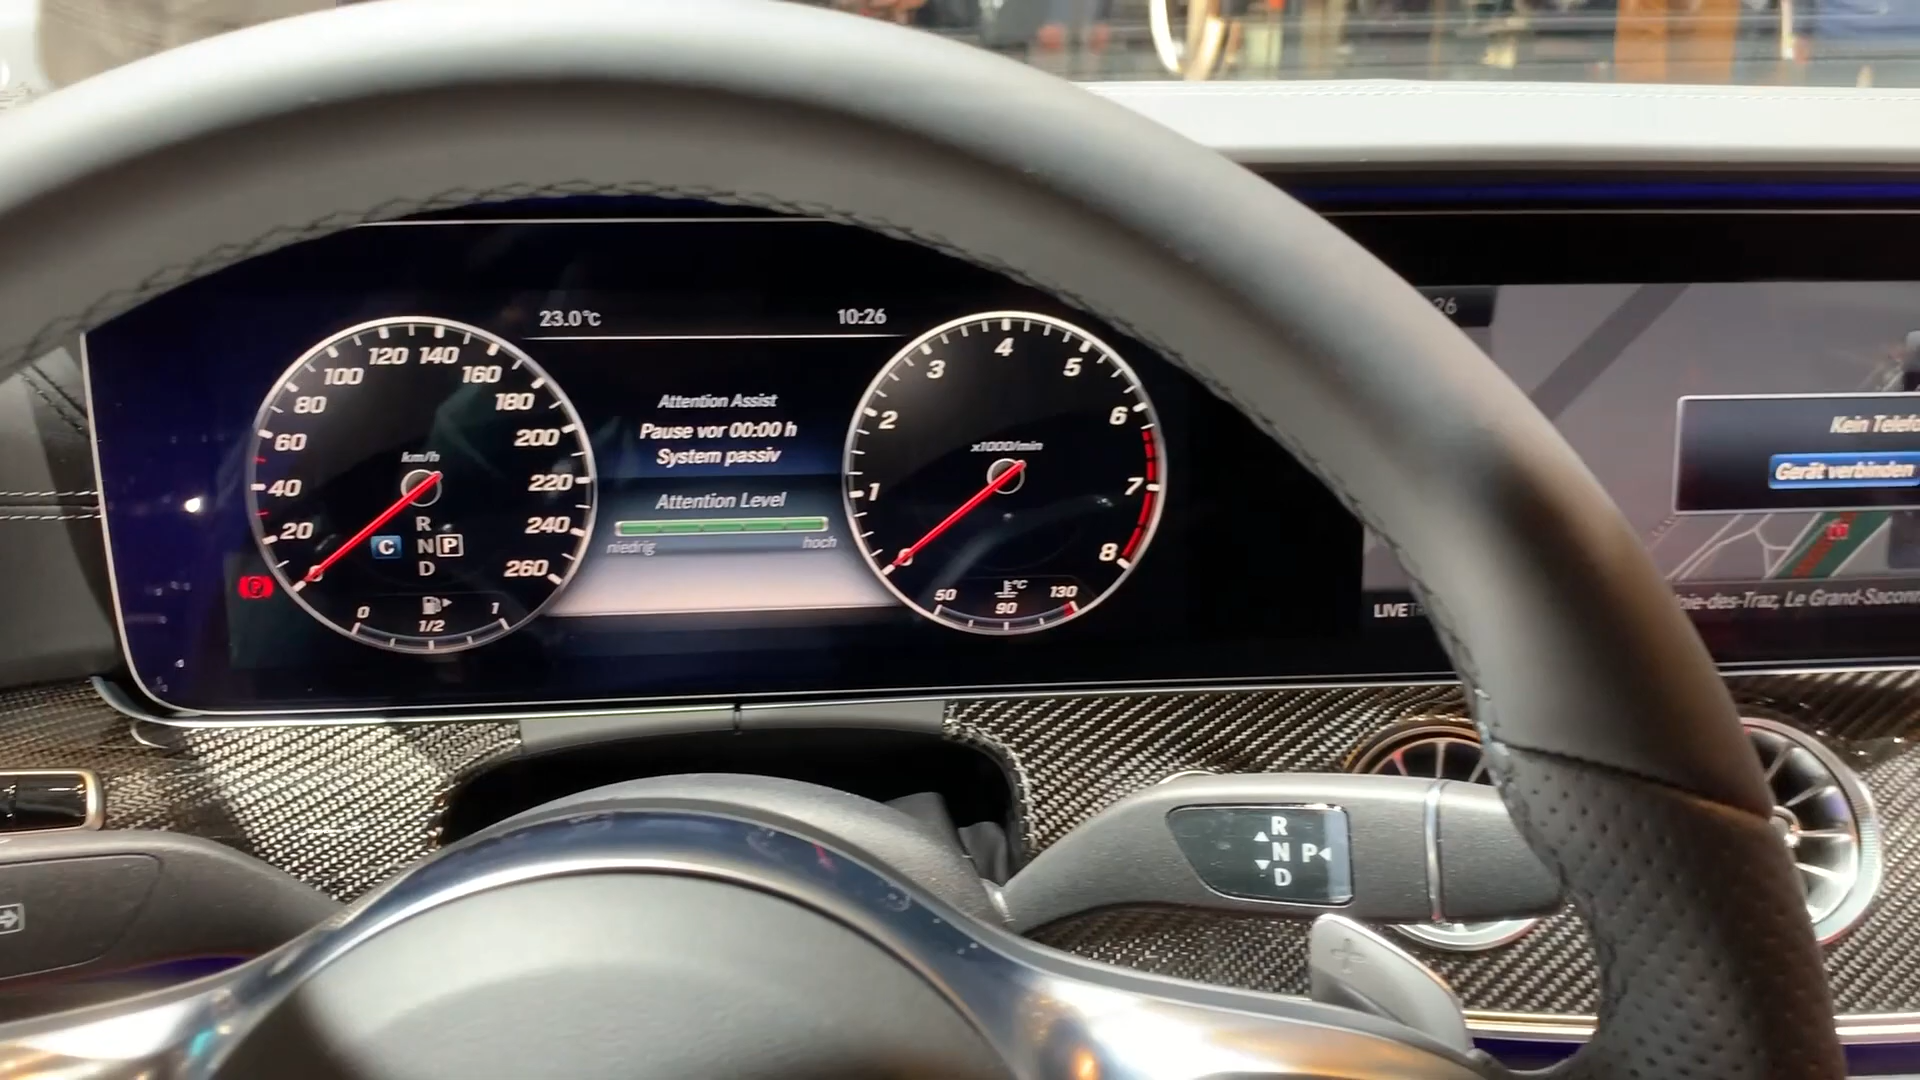 23.0°C 10:26
120 140
100 160
80 180
60 200
40 220
20 240
260
km/h
R
C N P
D
P
0 1
1/2
Attention Assist
Pause vor 00:00 h
System passiv
Attention Level
niedrig hoch
4
3 5
2 6
1 7
8
x1000/min
°C
50 130
90
26
Kein
Gerät verbinden
LIVE
Le
R
N P
D
+